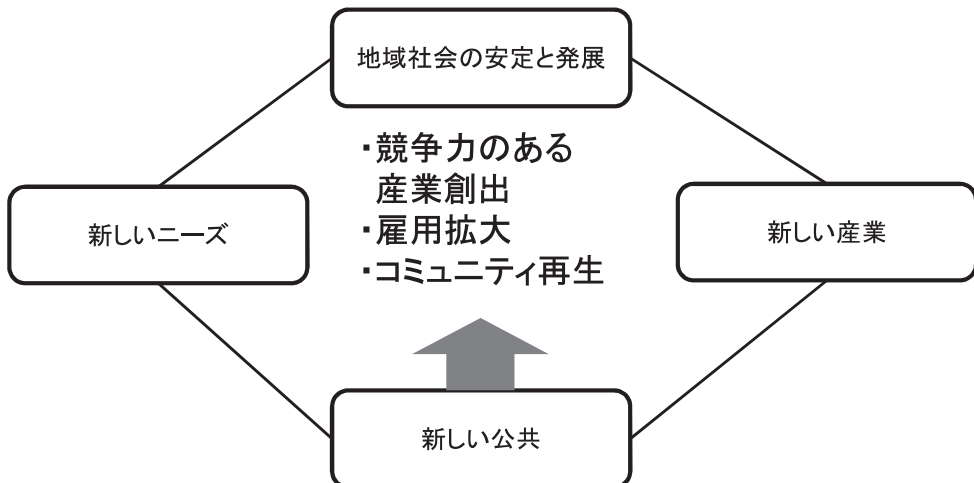 地域社会の安定と発展
・競争力のある
産業創出
・雇用拡大
・コミュニティ再生
新しいニーズ
新しい産業
新しい公共